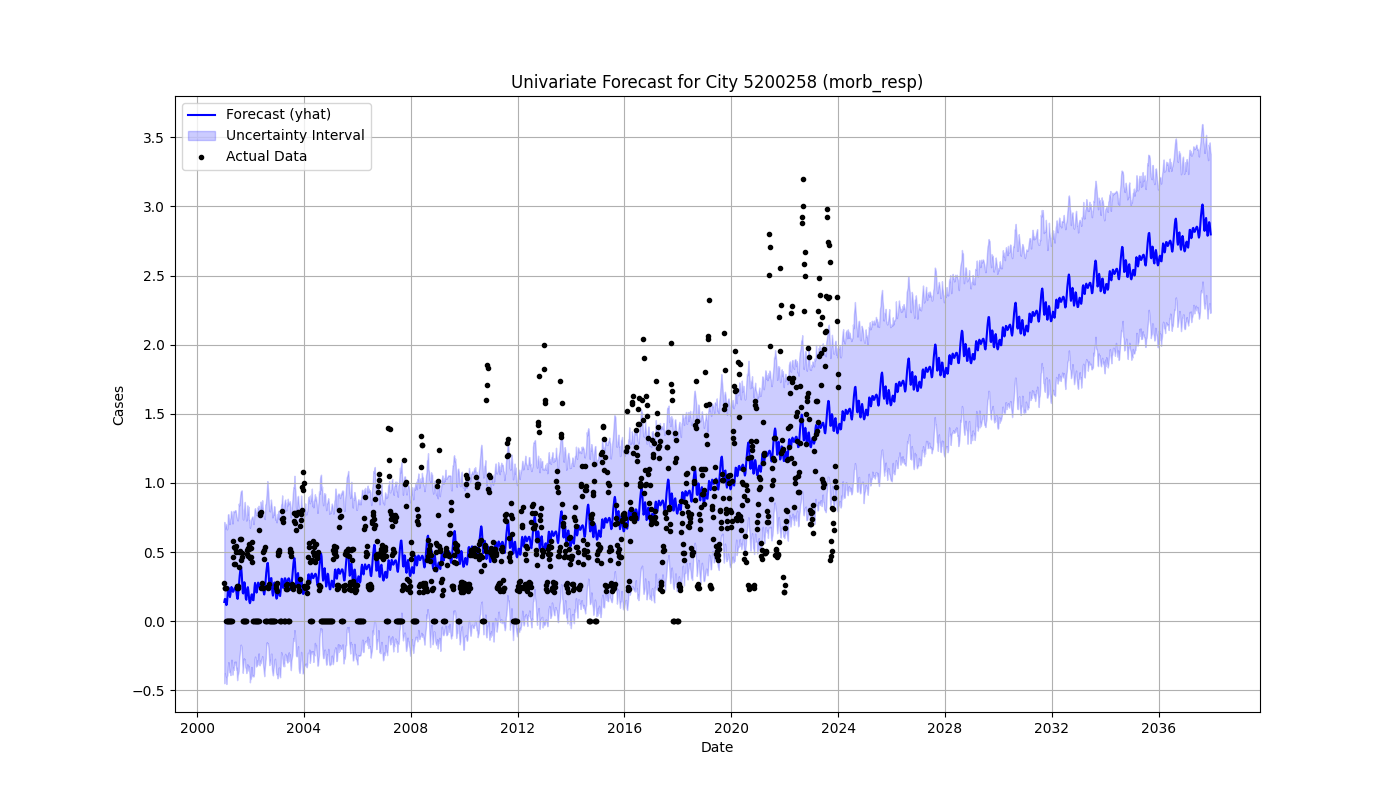 Univariate Forecast for City 5200258 (morb_resp)
Forecast (yhat)
Uncertainty Interval
Actual Data
Cases
3.5
3.0
2.5
2.0
1.5
1.0
0.5
0.0
−0.5
2000 2004 2008 2012 2016 2020 2024 2028 2032 2036
Date